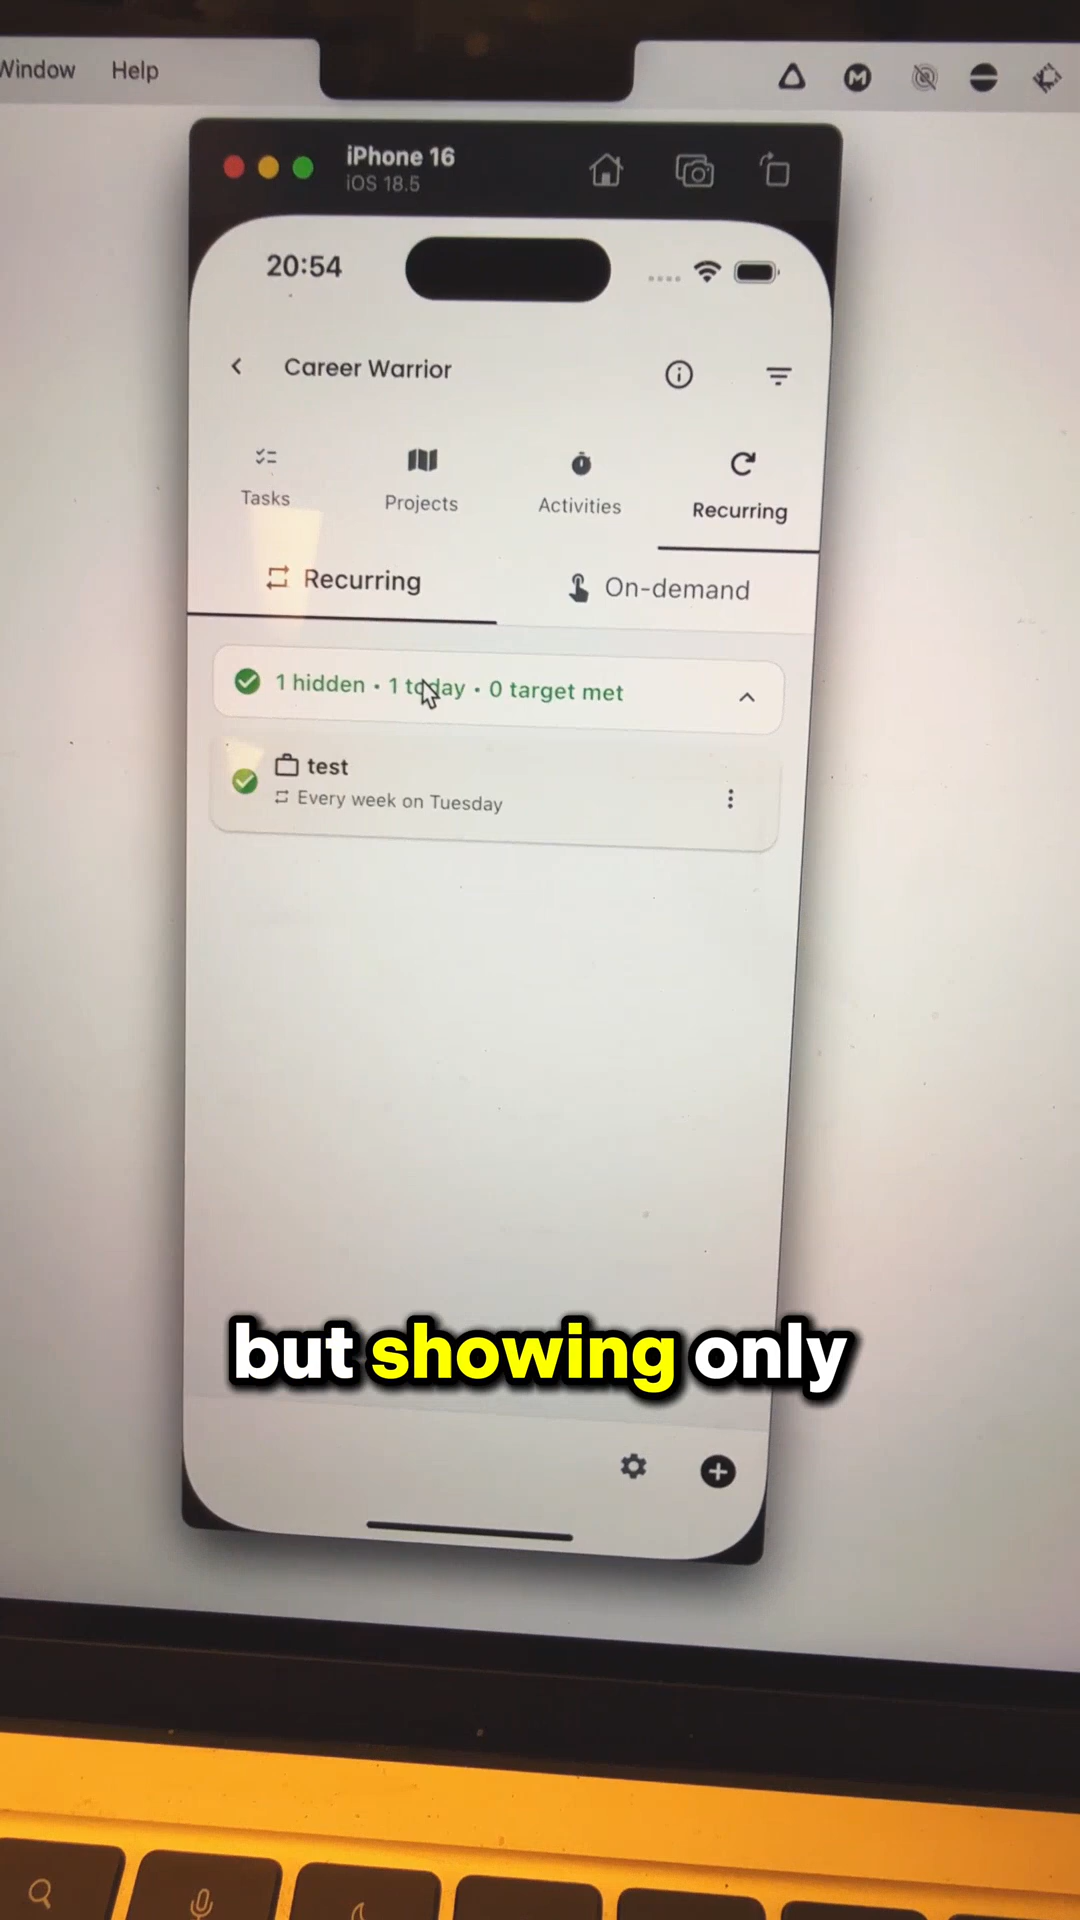 Window Help
iPhone 16
iOS 18.5
20:54
Career Warrior
Tasks Projects Activities Recurring
Recurring On-demand
1 hidden • 1 today • 0 target met
test
Every week on Tuesday
but showing only